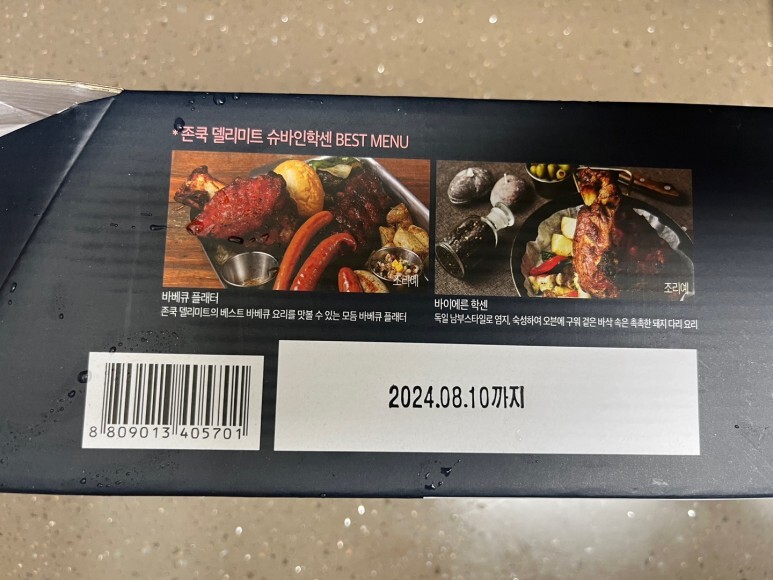 * 존쿡 델리미트 슈바인학센 BEST MENU
조리예
조리예
바베큐 플래터
존쿡 델리미트의 베스트 바베큐 요리를 맛볼 수 있는 모듬 바베큐 플래터
바이에른 학센
독일 남부스타일로 염지, 숙성하여 오븐에 구워 겉은 바삭 속은 촉촉한 돼지 다리 요리
8 809013 405701
2024.08.10까지